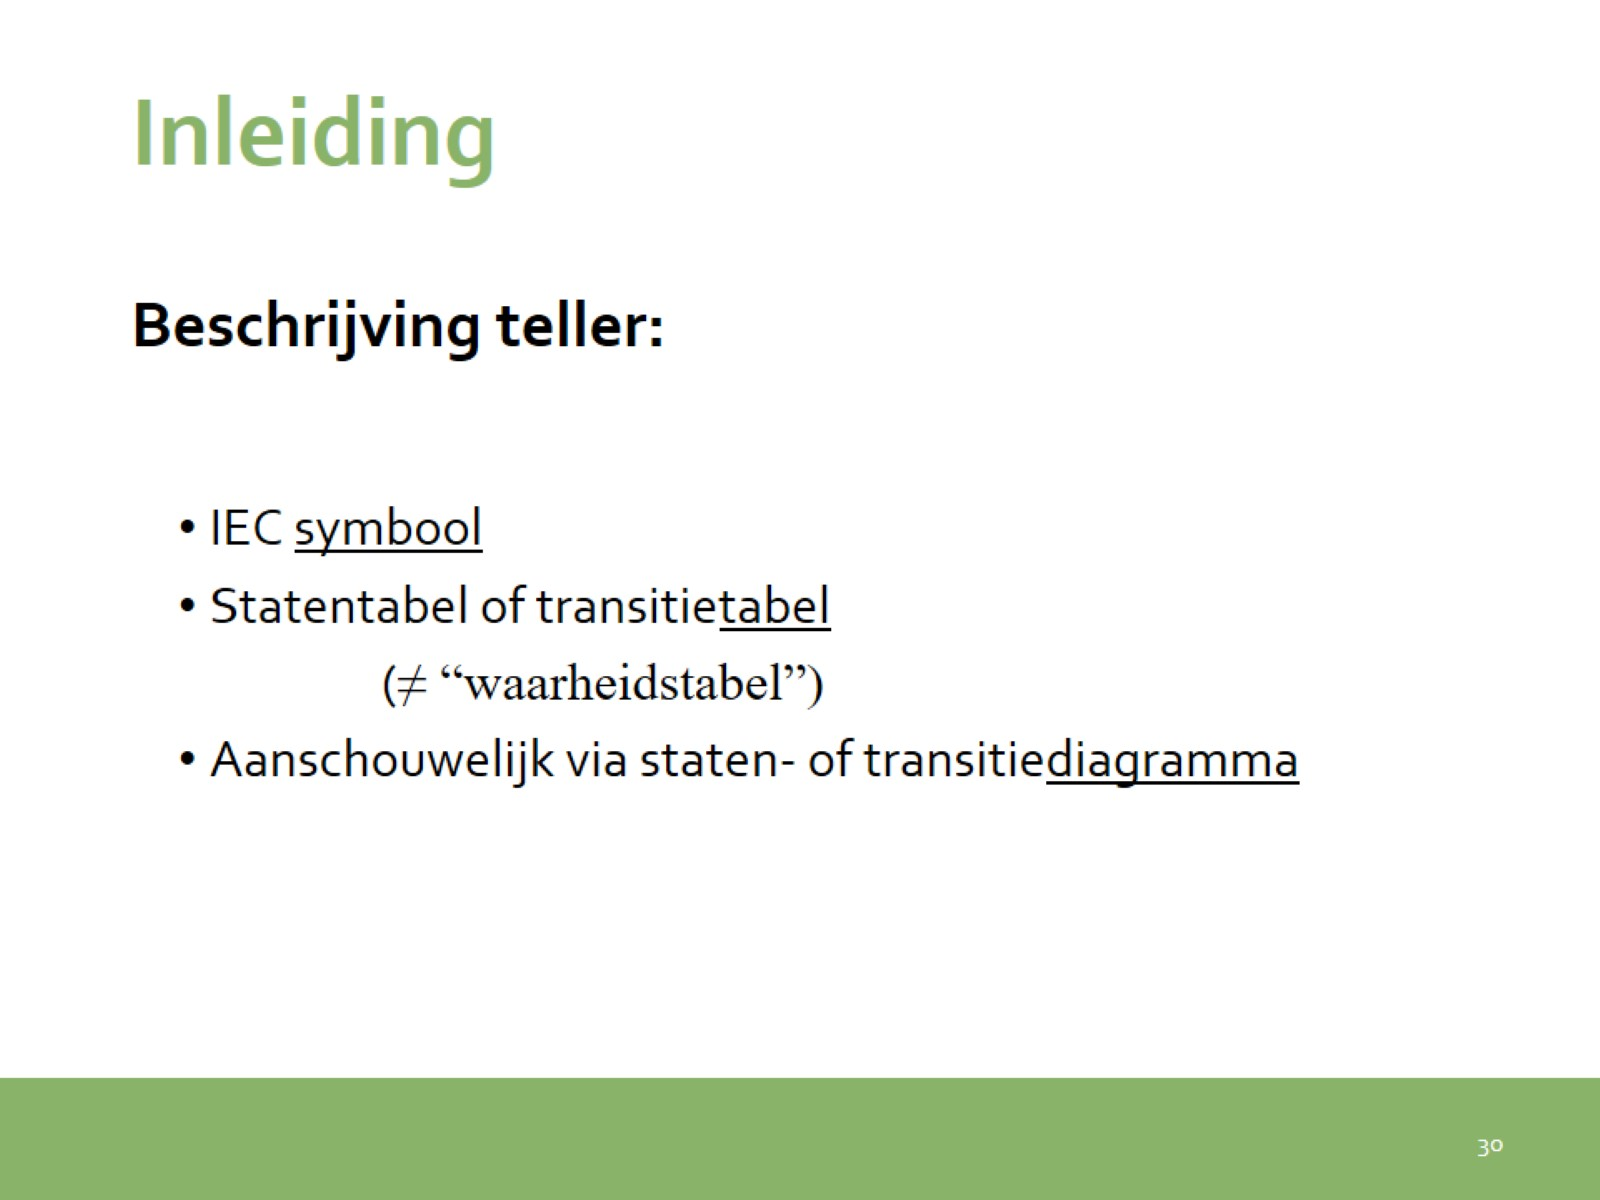 Inleiding
Beschrijving teller:
• IEC symbool
• Statentabel of transitietabel
(≠ “waarheidstabel”)
• Aanschouwelijk via staten- of transitiediagramma
30